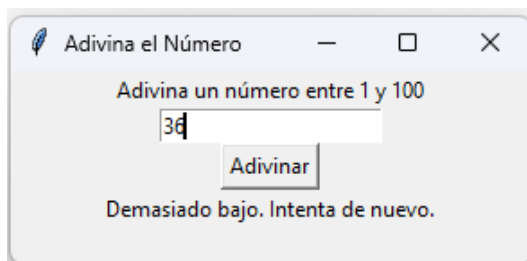 Adivina el Número
Adivina un número entre 1 y 100
36
Adivinar
Demasiado bajo. Intenta de nuevo.